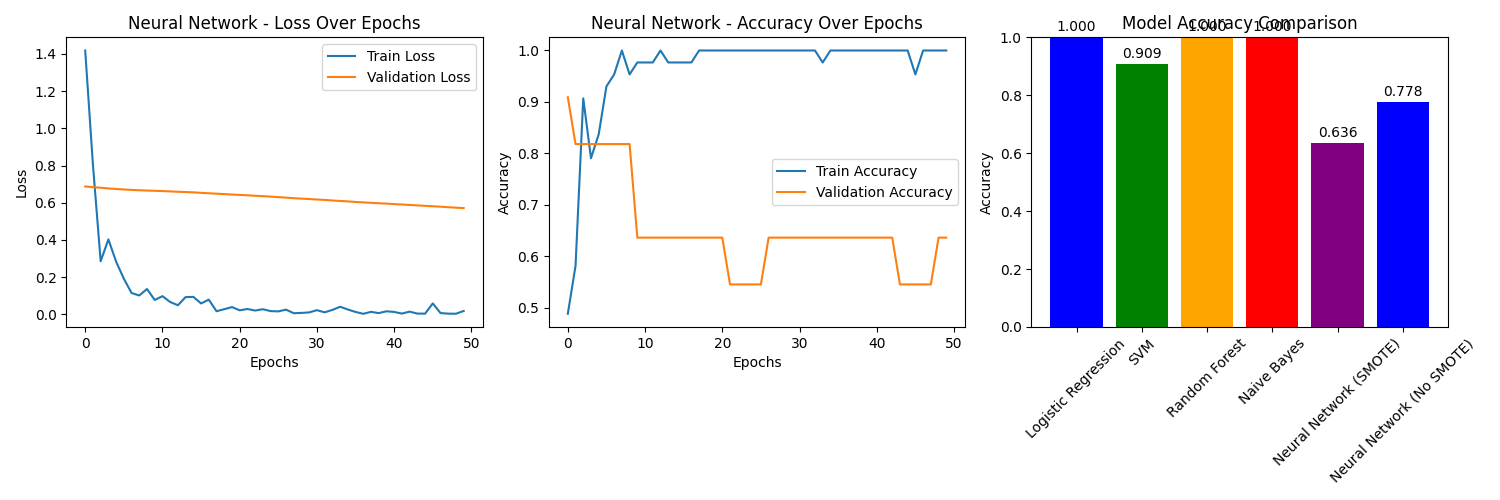 Neural Network - Loss Over Epochs
Train Loss
Validation Loss
Loss
1.4
1.2
1.0
0.8
0.6
0.4
0.2
0.0
0 10 20 30 40 50
Epochs
Neural Network - Accuracy Over Epochs
Train Accuracy
Validation Accuracy
Accuracy
1.0
0.9
0.8
0.7
0.6
0.5
0 10 20 30 40 50
Epochs
Model Accuracy Comparison
1.000
0.909
1.000
1.000
0.636
0.778
Accuracy
1.0
0.8
0.6
0.4
0.2
0.0
Logistic Regression
SVM
Random Forest
Naive Bayes
Neural Network (SMOTE)
Neural Network (No SMOTE)